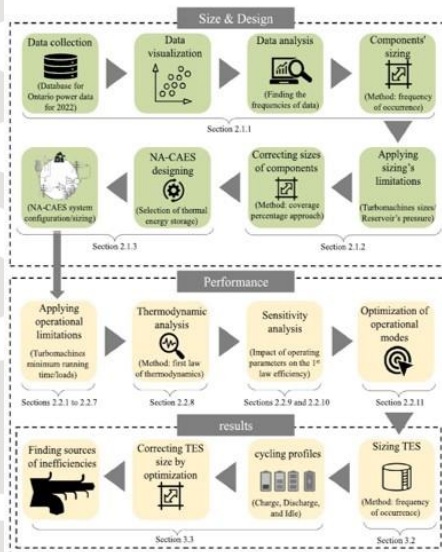 Size & Design
Data collection
(Database for
Ontario power data
for 2022)
Data
visualization
Data analysis
(Finding the
frequencies of data)
Components'
sizing
(Method: frequency
of occurrence)
Section 2.1.1
(NA-CAES system
configuration/sizing)
NA-CAES
designing
(Selection of thermal
energy storage)
Correcting sizes
of components
(Method: coverage
percentage approach)
Applying
sizing's
limitations
(Turbomachines sizes/
Reservoir's pressure)
Section 2.1.3
Section 2.1.2
Performance
Applying
operational
limitations
(Turbomachines
minimum running
time/loads)
Thermodynamic
analysis
(Method: first law
of thermodynamics)
Sensitivity
analysis
(Impact of operating
parameters on the 1st
law efficiency)
Optimization of
operational
modes
Sections 2.2.1 to 2.2.7
Section 2.2.8
Sections 2.2.9 and 2.2.10
Section 2.2.11
results
Finding sources
of inefficiencies
Correcting TES
size by
optimization
cycling profiles
(Charge, Discharge,
and Idle)
Sizing TES
(Method: frequency
of occurrence)
Section 3.3
Section 3.2